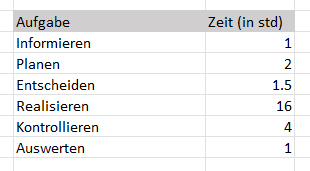 Aufgabe Zeit (in std)
Informieren 1
Planen 2
Entscheiden 1.5
Realisieren 16
Kontrollieren 4
Auswerten 1